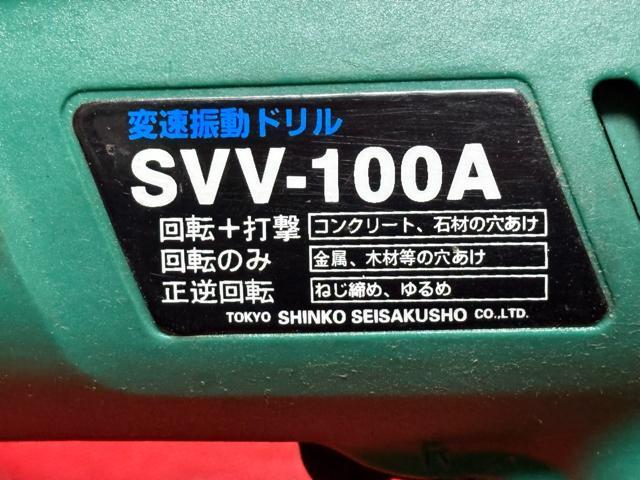 変速振動ドリル
SVV-100A
回転＋打撃 コンクリート、石材の穴あけ
回転のみ 金属、木材等の穴あけ
正逆回転 ねじ締め、ゆるめ
TOKYO SHINKO SEISAKUSHO CO.,LTD.